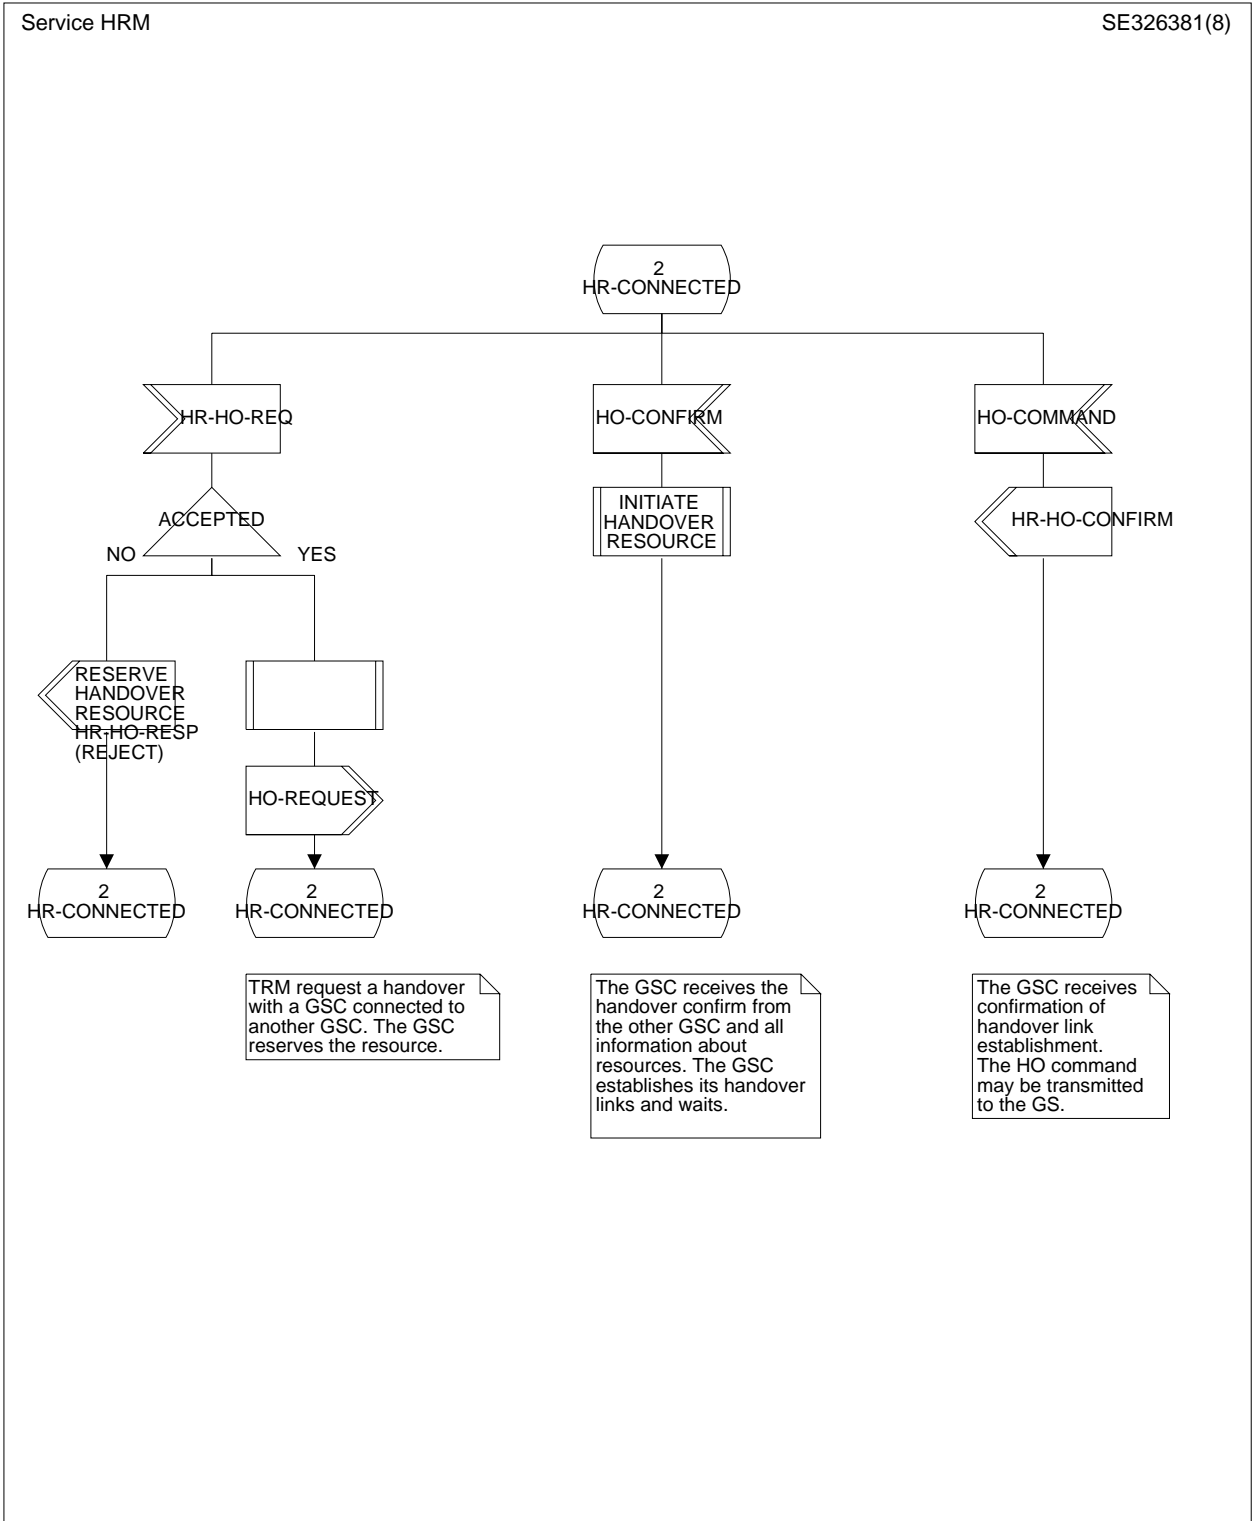 Service HRM
SE326381(8)
2
HR-CONNECTED
HR-HO-REQ
HO-CONFIRM
HO-COMMAND
ACCEPTED
NO
YES
INITIATE
HANDOVER
RESOURCE
HR-HO-CONFIRM
RESERVE
HANDOVER
RESOURCE
HR-HO-RESP
(REJECT)
HO-REQUEST
2
HR-CONNECTED
2
HR-CONNECTED
2
HR-CONNECTED
2
HR-CONNECTED
TRM request a handover
with a GSC connected to
another GSC. The GSC
reserves the resource.
The GSC receives the
handover confirm from
the other GSC and all
information about
resources. The GSC
establishes its handover
links and waits.
The GSC receives
confirmation of
handover link
establishment.
The HO command
may be transmitted
to the GS.